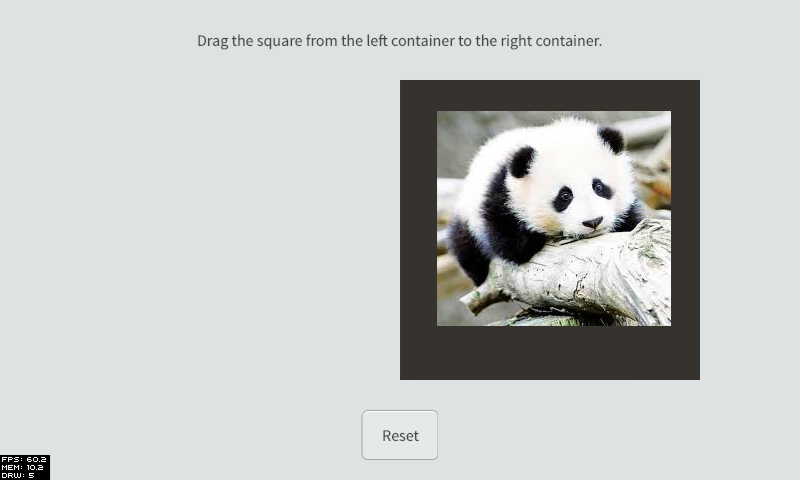 Drag the square from the left container to the right container.
Reset
FPS: 60.2
MEM: 10.2
DRW: 5